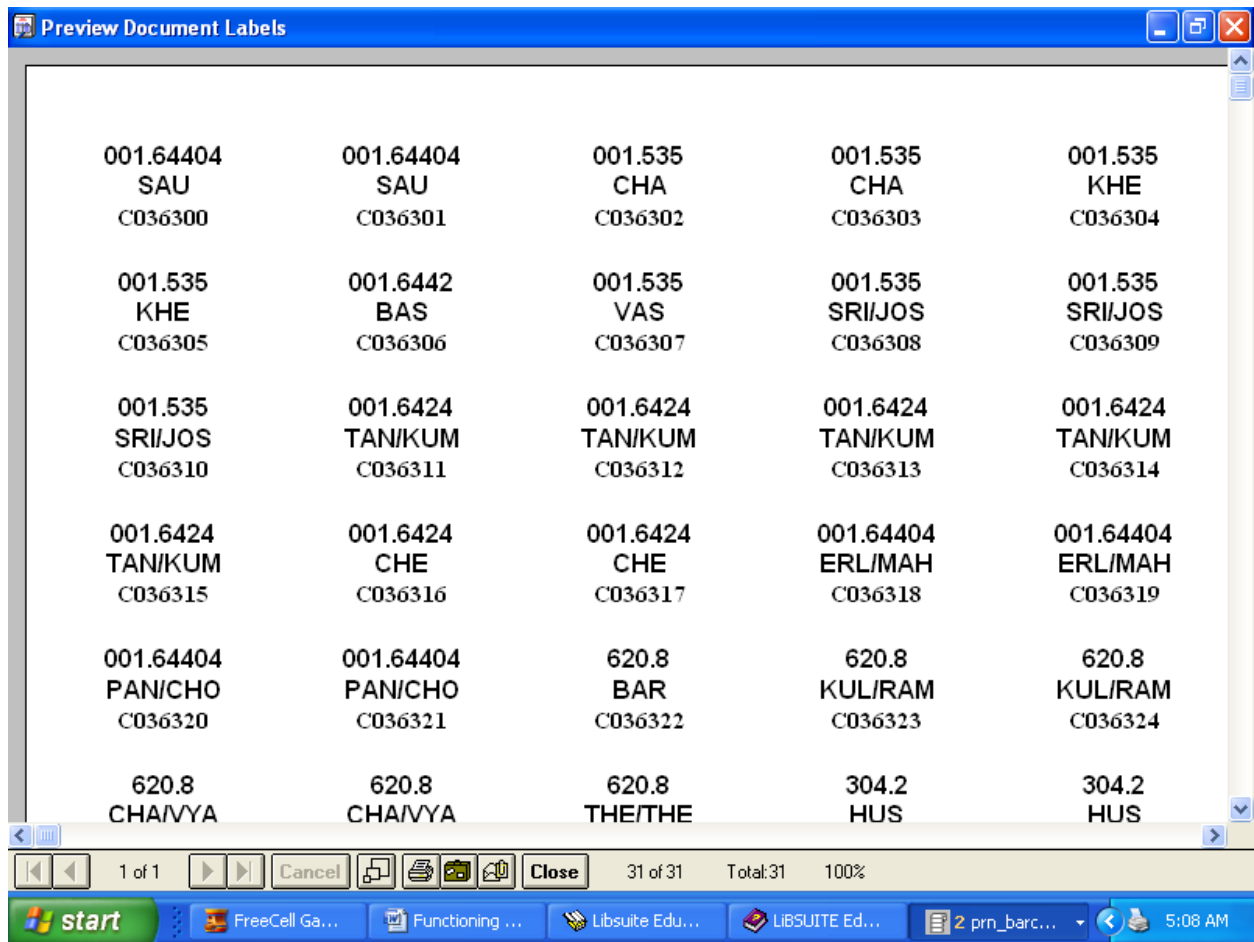 Preview Document Labels
001.64404 001.64404 001.535 001.535 001.535
SAU SAU CHA CHA KHE
C036300 C036301 C036302 C036303 C036304
001.535 001.6442 001.535 001.535 001.535
KHE BAS VAS SRI/JOS SRI/JOS
C036305 C036306 C036307 C036308 C036309
001.535 001.6424 001.6424 001.6424 001.6424
SRI/JOS TAN/KUM TAN/KUM TAN/KUM TAN/KUM
C036310 C036311 C036312 C036313 C036314
001.6424 001.6424 001.6424 001.64404 001.64404
TAN/KUM CHE CHE ERL/MAH ERL/MAH
C036315 C036316 C036317 C036318 C036319
001.64404 001.64404 620.8 620.8 620.8
PAN/CHO PAN/CHO BAR KUL/RAM KUL/RAM
C036320 C036321 C036322 C036323 C036324
620.8 620.8 620.8 304.2 304.2
CHA/VYA CHA/VYA THE/THE HUS HUS
1 of 1 Cancel Close 31 of 31 Total:31 100%
start FreeCell Ga... Functioning ... Libsuite Edu... LiBSUITE Ed... 2 prn_barc... 5:08 AM